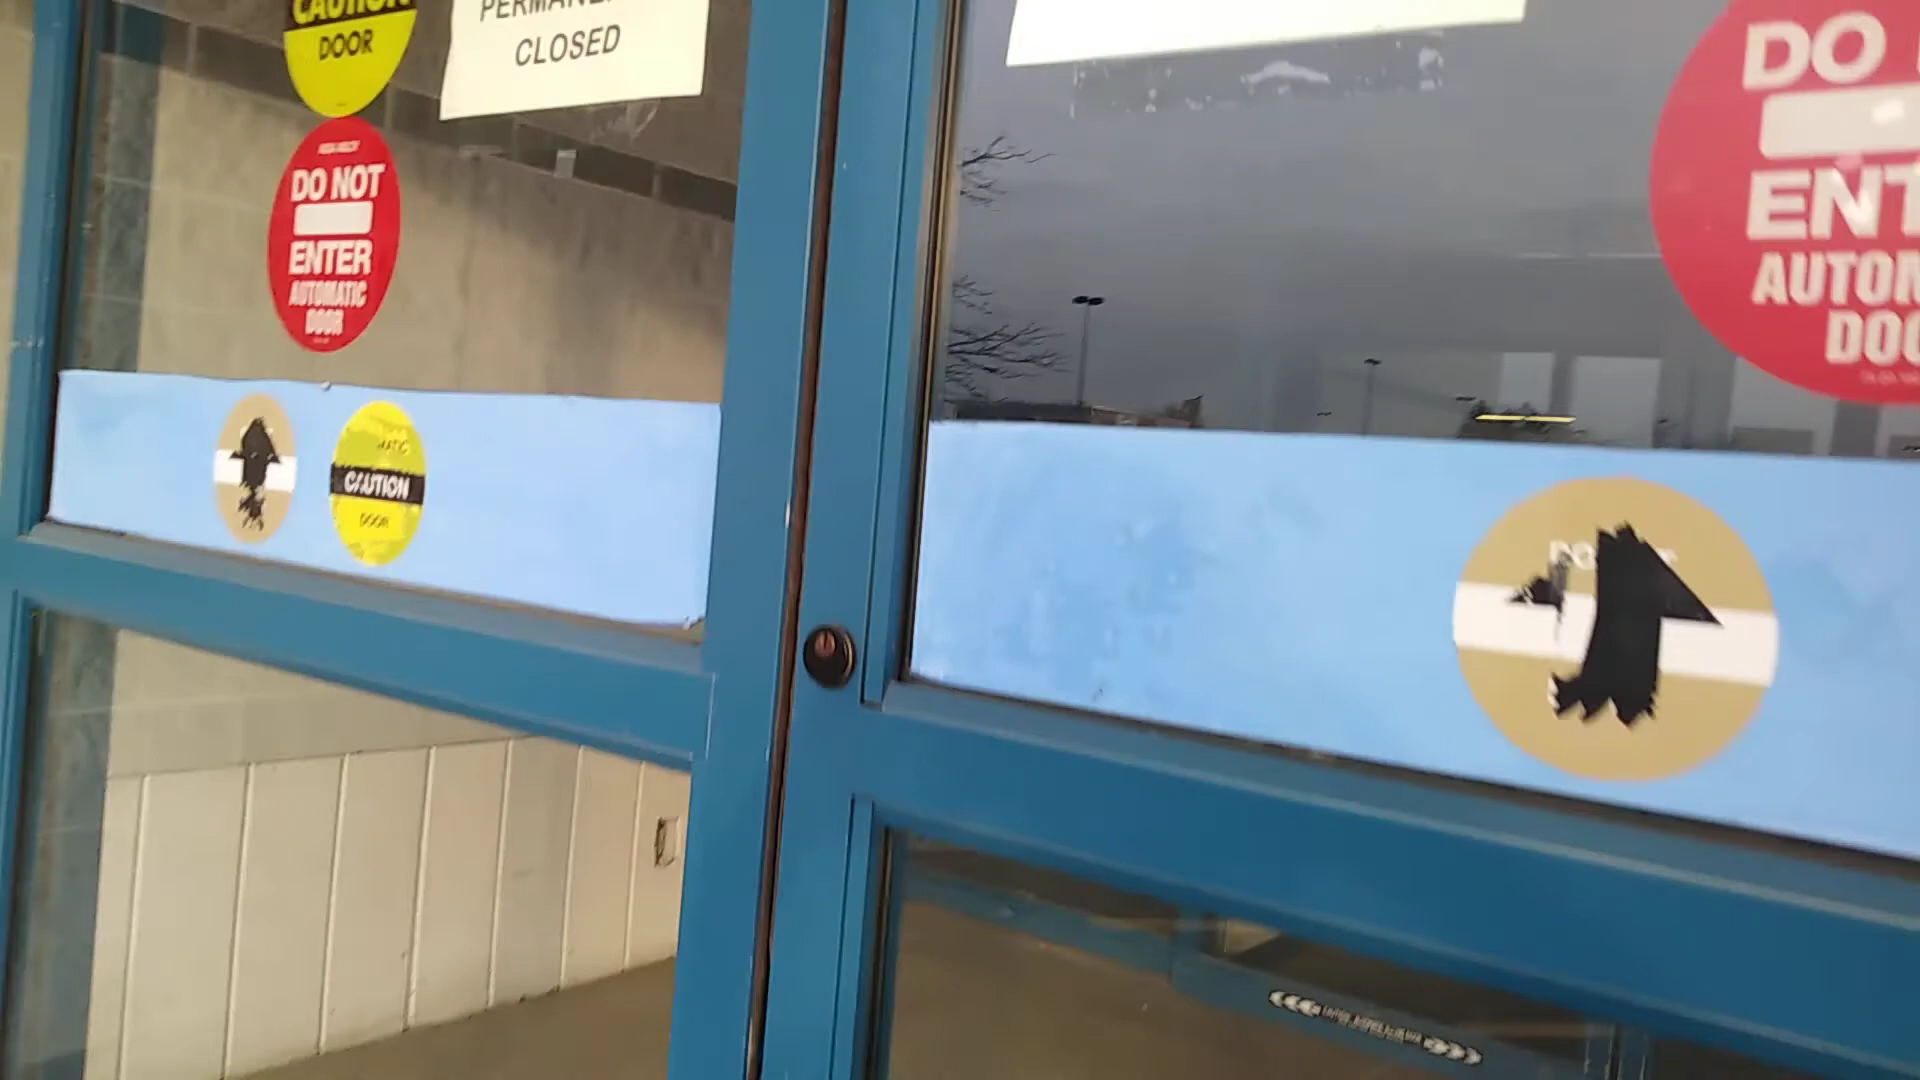 CAUTION
DOOR
CLOSED
DO NOT
ENTER
AUTOMATIC
DOOR
CAUTION
DOOR
DO
ENT
AUTOM
DOO